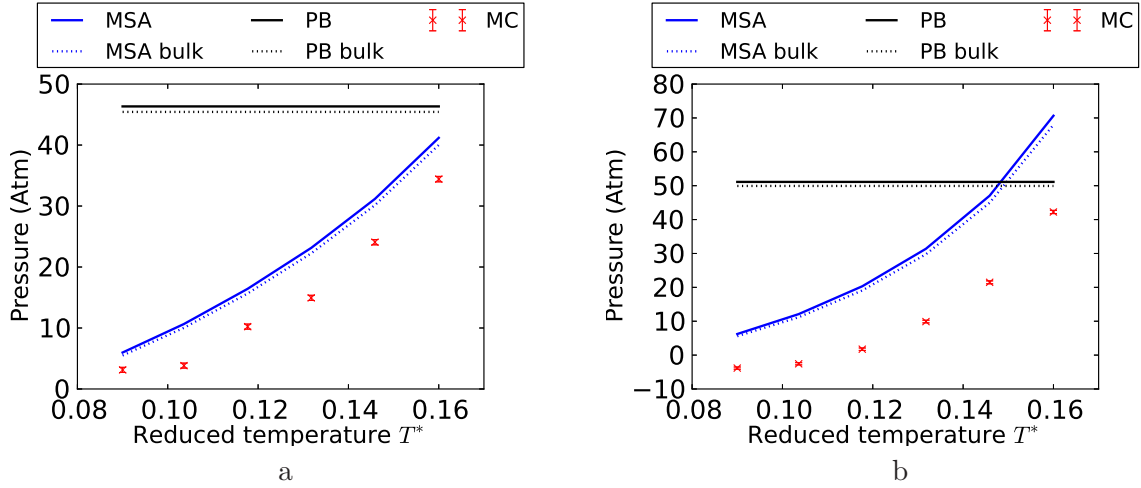 MSA PB MC
MSA bulk PB bulk
50
40
30
20
10
0
Pressure (Atm)
0.08 0.10 0.12 0.14 0.16
Reduced temperature T*
a
MSA PB MC
MSA bulk PB bulk
80
70
60
50
40
30
20
10
0
−10
Pressure (Atm)
0.08 0.10 0.12 0.14 0.16
Reduced temperature T*
b